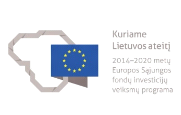 Kuriame
Lietuvos ateitį
2014–2020 metų
Europos Sąjungos
fondų investicijų
veiksmų programa